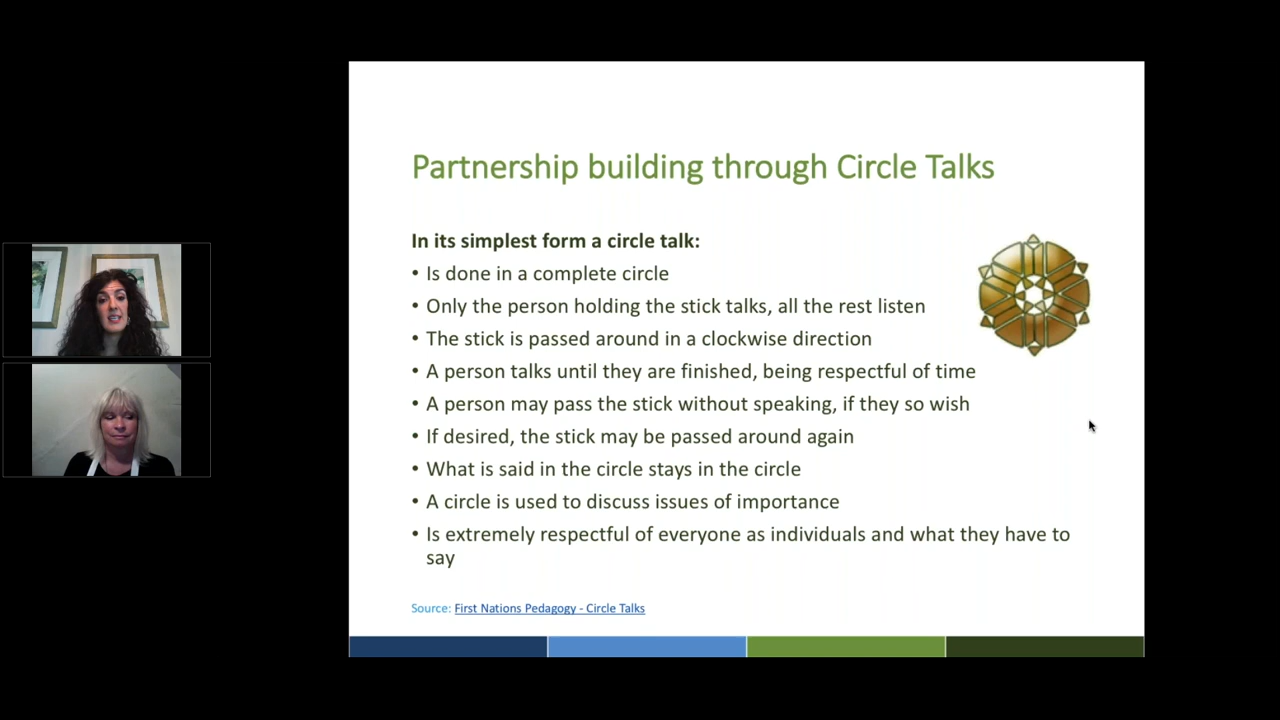 Partnership building through Circle Talks
In its simplest form a circle talk:
• Is done in a complete circle
• Only the person holding the stick talks, all the rest listen
• The stick is passed around in a clockwise direction
• A person talks until they are finished, being respectful of time
• A person may pass the stick without speaking, if they so wish
• If desired, the stick may be passed around again
• What is said in the circle stays in the circle
• A circle is used to discuss issues of importance
• Is extremely respectful of everyone as individuals and what they have to
say
Source: First Nations Pedagogy - Circle Talks